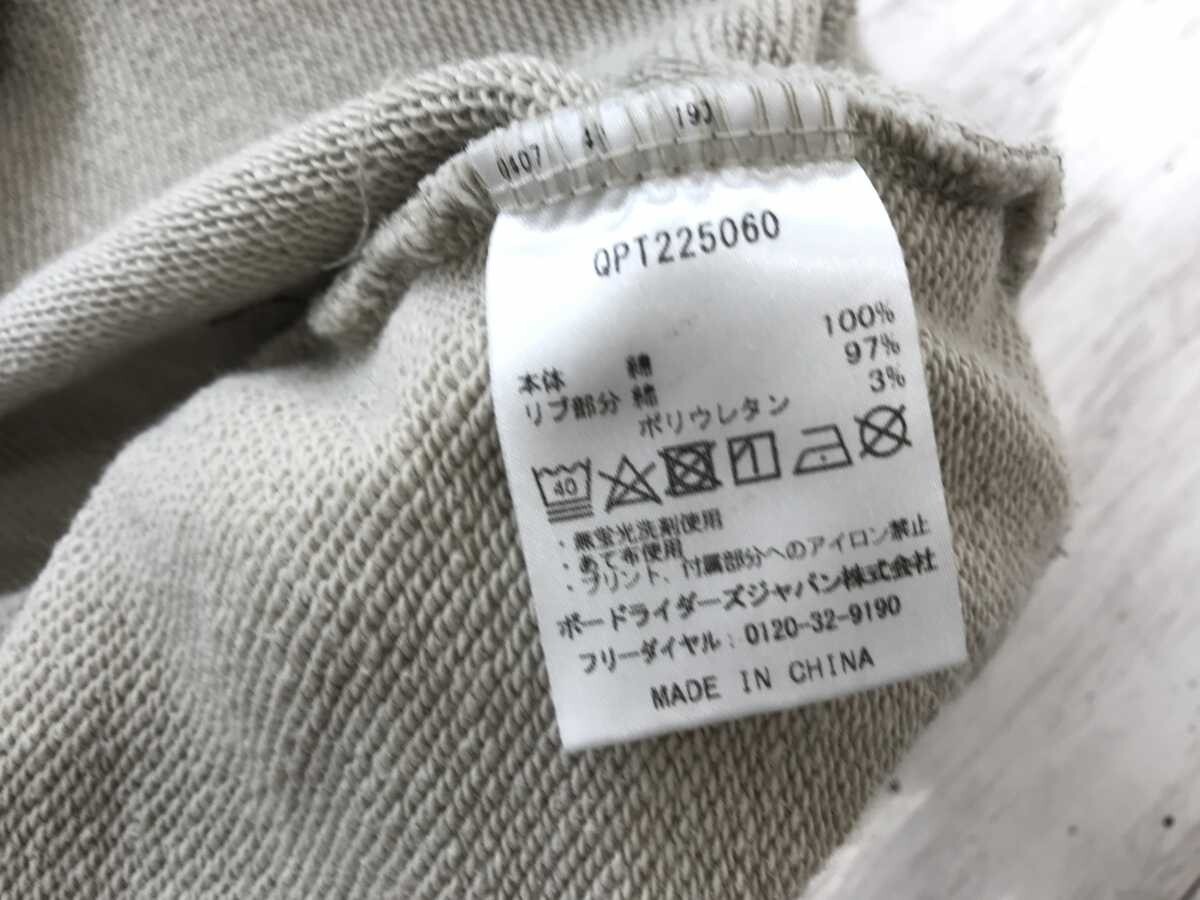 0407 4 193
QPT225060
本体 綿 100%
リブ部分 綿 97%
ポリウレタン 3%
40
・無蛍光洗剤使用
・あて布使用
・プリント、付属部分へのアイロン禁止
ボードライダーズジャパン株式会社
フリーダイヤル:0120-32-9190
MADE IN CHINA